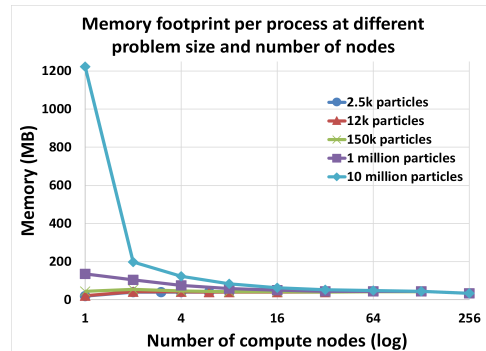 Memory footprint per process at different
problem size and number of nodes
1200
1000
800
600
400
200
0
Memory (MB)
2.5k particles
12k particles
150k particles
1 million particles
10 million particles
1 4 16 64 256
Number of compute nodes (log)